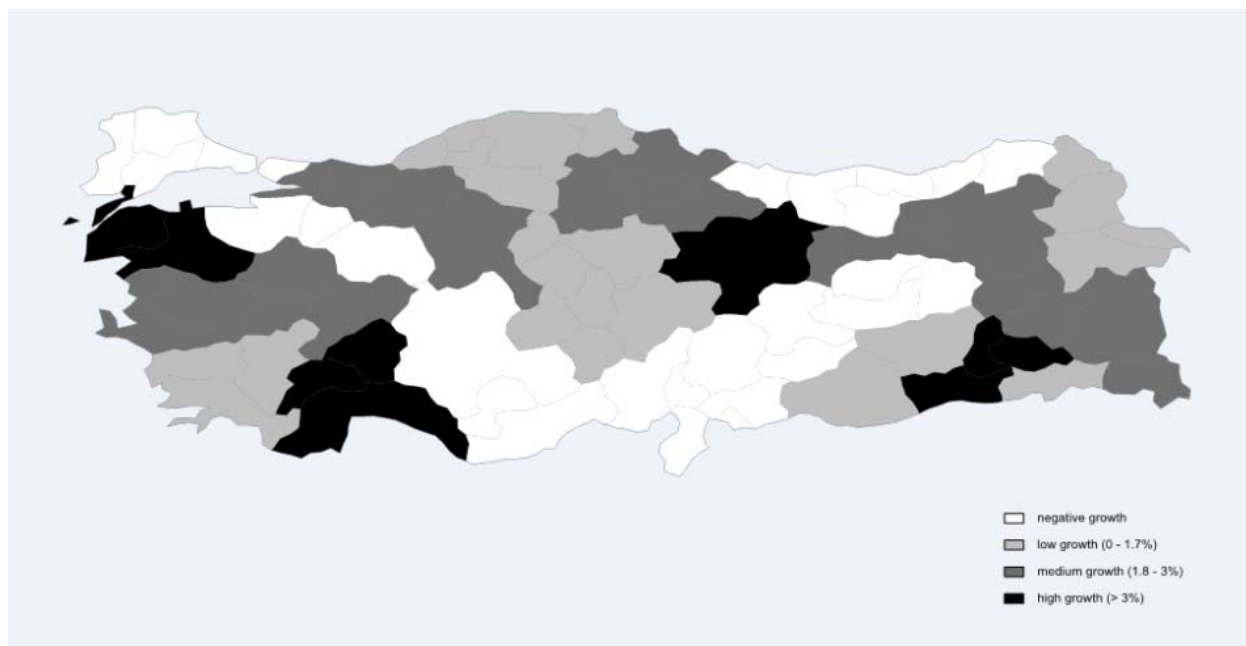 negative growth
low growth (0 - 1.7%)
medium growth (1.8 - 3%)
high growth (> 3%)